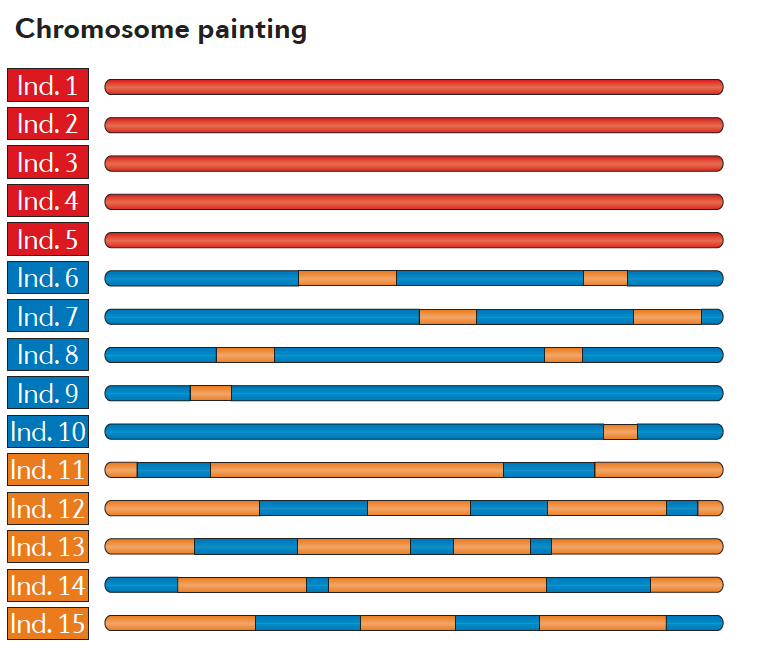 Chromosome painting
Ind. 1
Ind. 2
Ind. 3
Ind. 4
Ind. 5
Ind. 6
Ind. 7
Ind. 8
Ind. 9
Ind. 10
Ind. 11
Ind. 12
Ind. 13
Ind. 14
Ind. 15